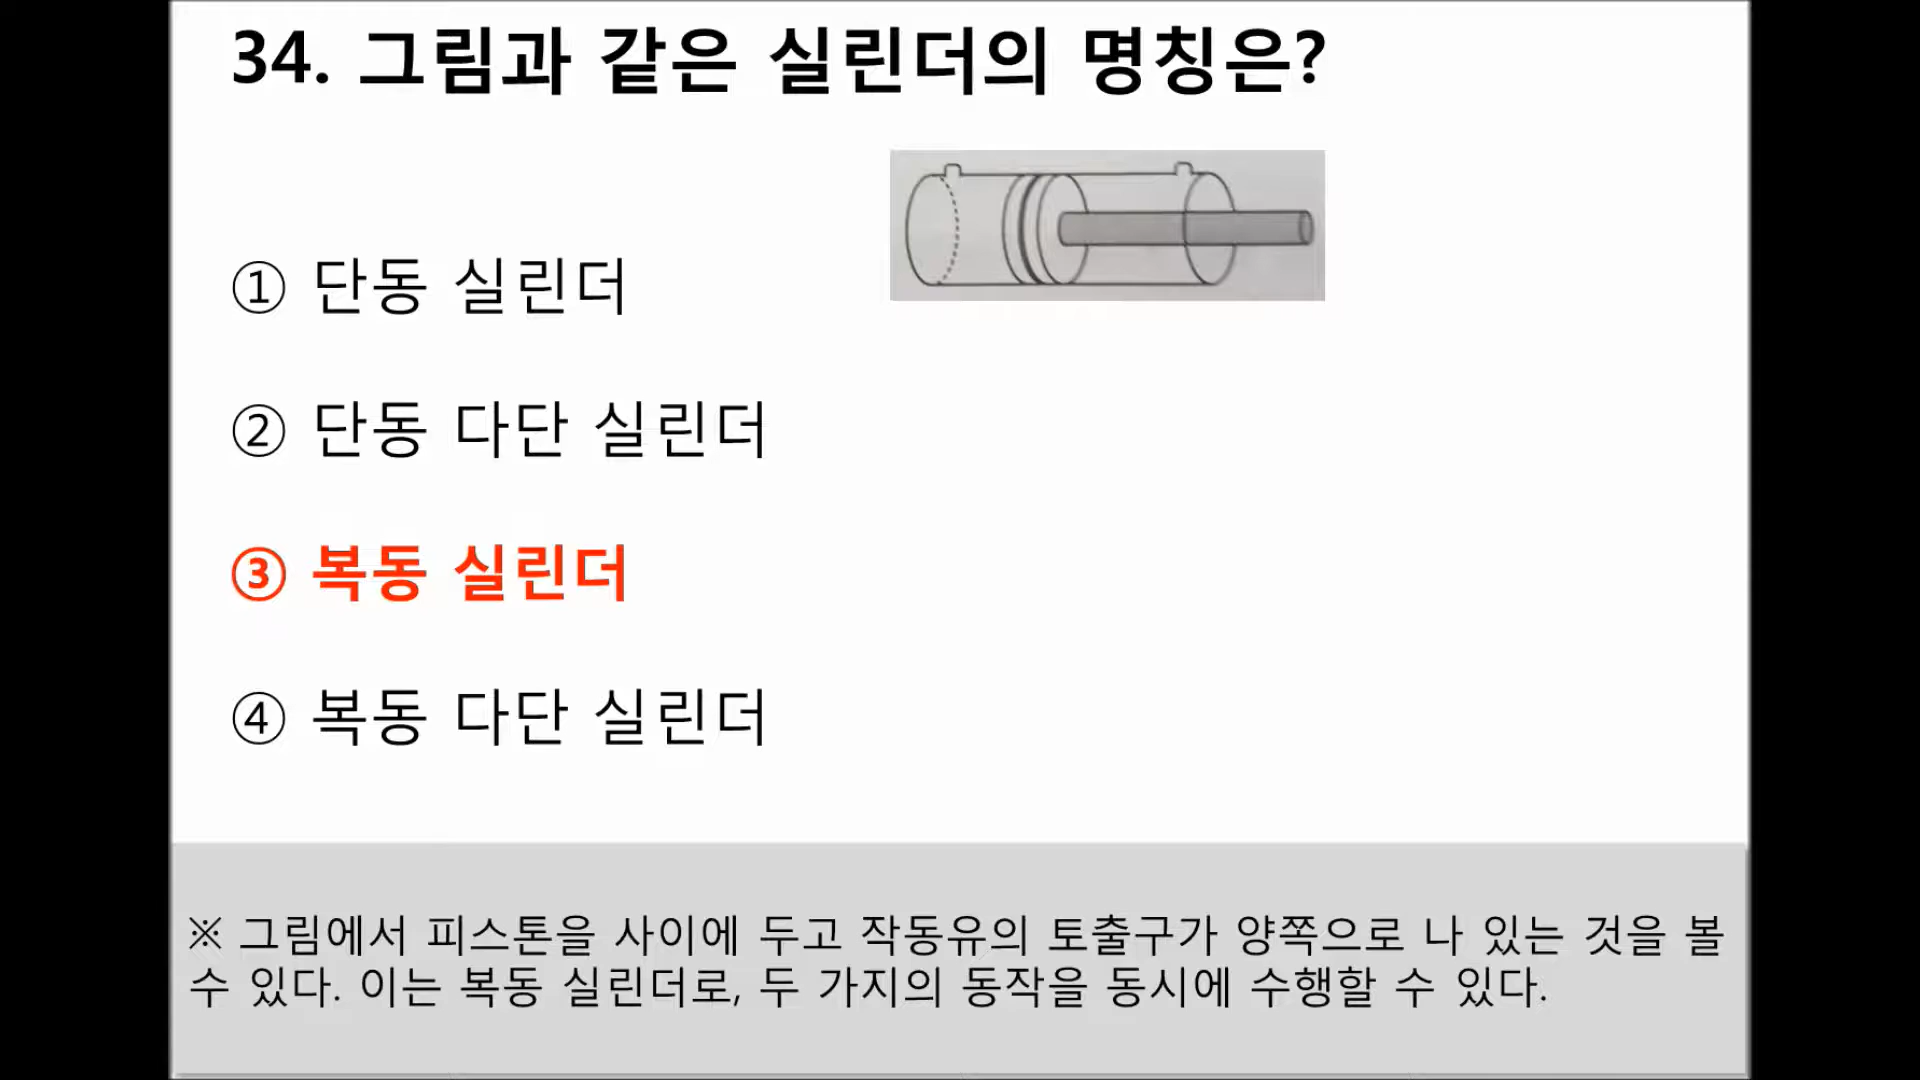 34. 그림과 같은 실린더의 명칭은?
① 단동 실린더
② 단동 다단 실린더
③ 복동 실린더
④ 복동 다단 실린더
※ 그림에서 피스톤을 사이에 두고 작동유의 토출구가 양쪽으로 나 있는 것을 볼
수 있다. 이는 복동 실린더로, 두 가지의 동작을 동시에 수행할 수 있다.